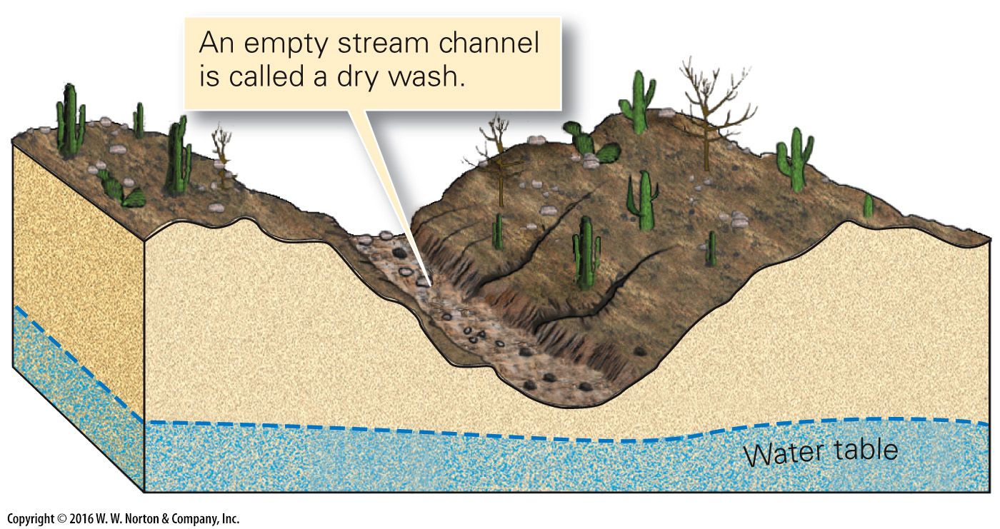 An empty stream channel
is called a dry wash.
Water table
Copyright © 2016 W. W. Norton & Company, Inc.